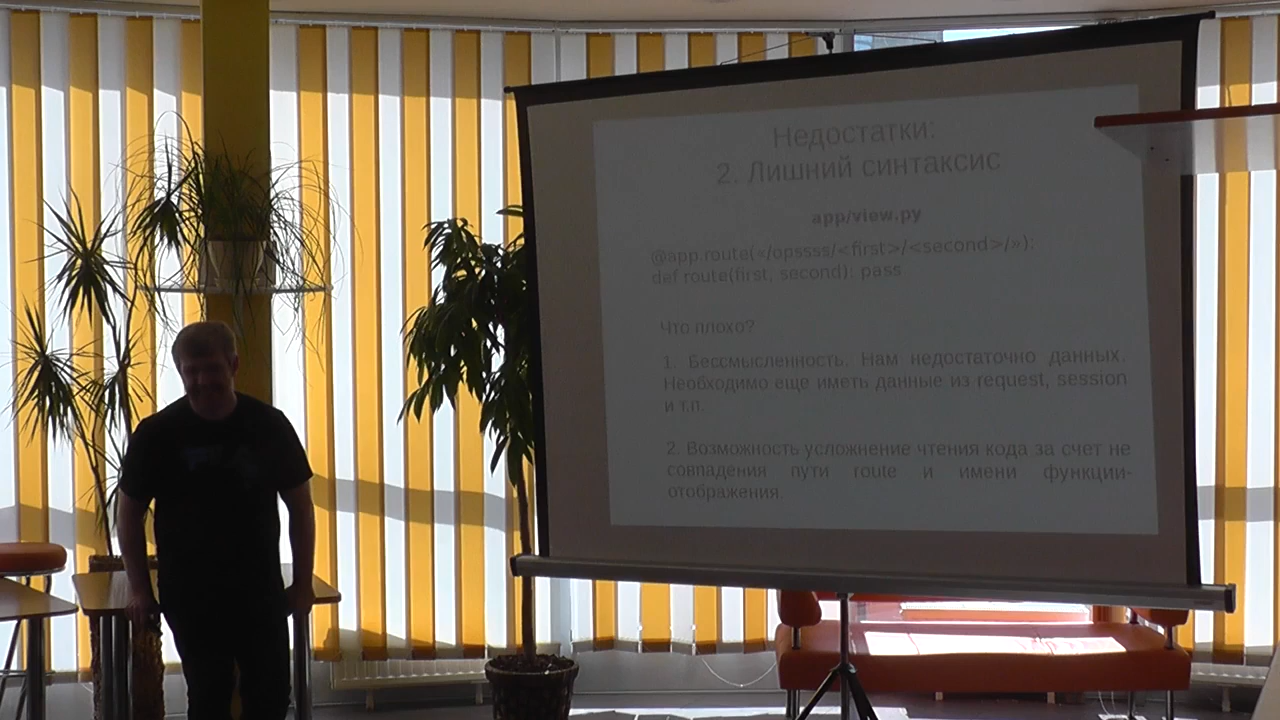 Недостатки:
2. Лишний синтаксис
app/view.py
@app.route(</opssss/<first>/<second>/»);
def route(first, second): pass
Что плохо?
1. Бессмысленность. Нам недостаточно данных.
Необходимо еще иметь данные из request, session
и т.п.
2. Возможность усложнение чтения кода за счет не
совпадения пути route и имени функции-
отображения.